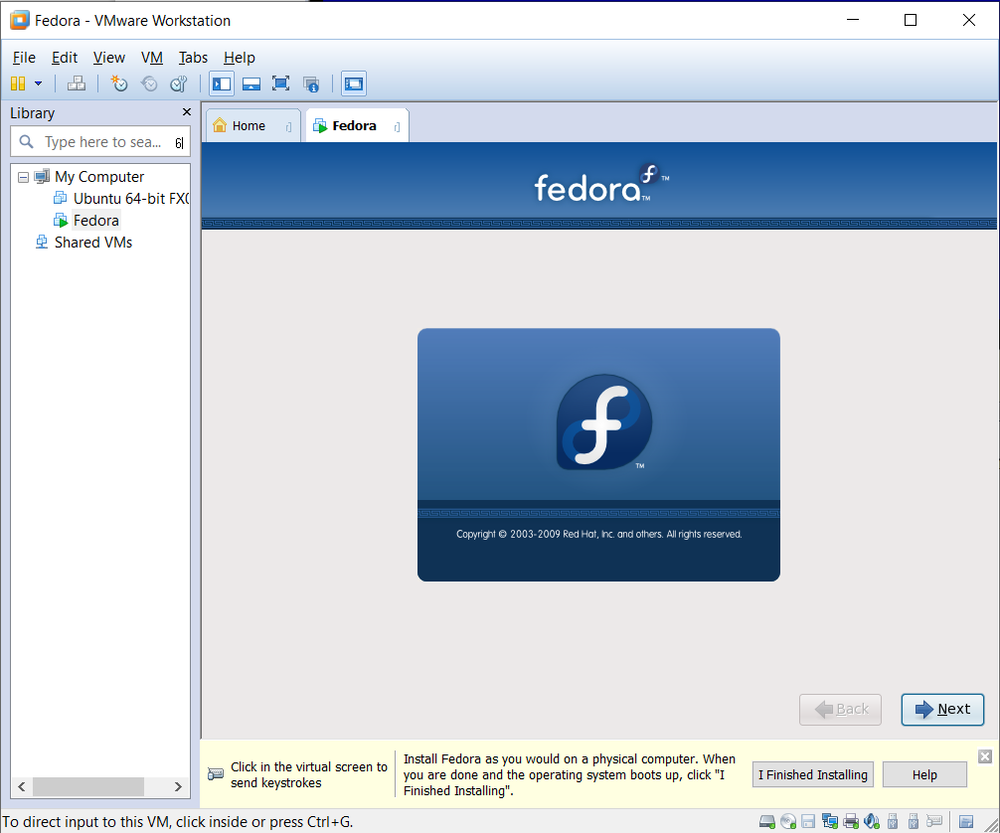 Fedora - VMware Workstation
File Edit View VM Tabs Help
Library
Type here to sea...
Home
Fedora
My Computer
Ubuntu 64-bit FX
Fedora
Shared VMs
fedora™
™
f
™
Copyright © 2003-2009 Red Hat, Inc. and others. All rights reserved.
Back
Next
Click in the virtual screen to
send keystrokes
Install Fedora as you would on a physical computer. When
you are done and the operating system boots up, click "I
Finished Installing".
I Finished Installing
Help
To direct input to this VM, click inside or press Ctrl+G.